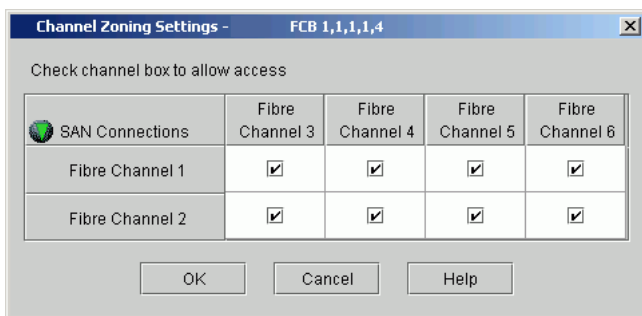 Channel Zoning Settings - FCB 1,1,1,1,4
Check channel box to allow access
SAN Connections
Fibre Channel 3
Fibre Channel 4
Fibre Channel 5
Fibre Channel 6
Fibre Channel 1
Fibre Channel 2
OK Cancel Help